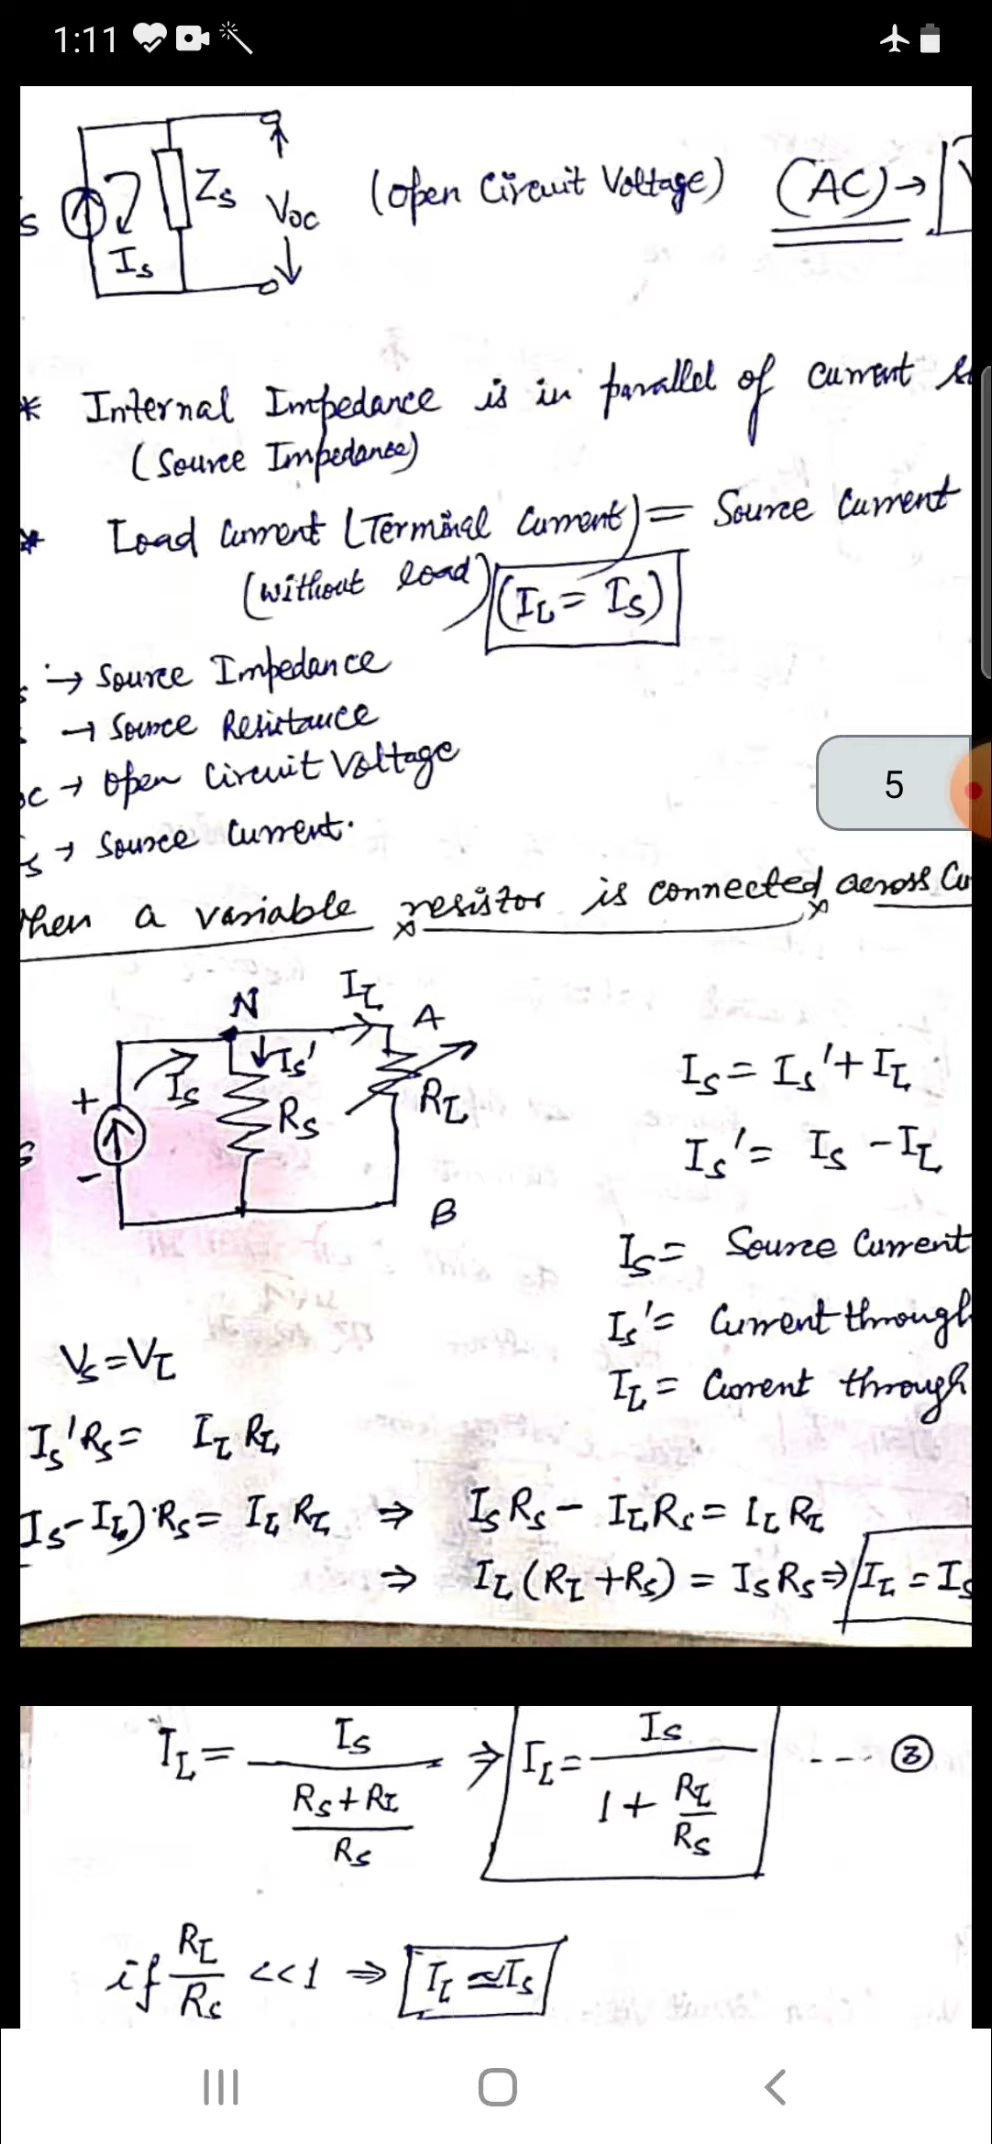 1:11
Zs
Voc
Is
(open Circuit Voltage) (AC) →
* Internal Impedance is in parallel of current
(Source Impedance)
* Load Current (Terminal Current) = Source Current
(without load) (IL = IS)
→ Source Impedance
→ Source Resistance
→ Open Circuit Voltage
s → Source Current.
hen a variable resistor is connected across Cu
N IL A
+ Is Is' Rs RL
-
B
Is = Is' + IL
Is' = Is - IL
Is = Source Current
Is' = Current through
IL = Current through
Vs = VL
Is' Rs = IL RL
Is - IL) · Rs = IL RL ⇒ Is Rs - IL Rs = IL RL
⇒ IL (RL + Rs) = Is Rs ⇒ IL = Is
5
IL = Is / ((Rs + RL) / Rs) ⇒ IL = Is / (1 + RL / Rs) ---- ③
if RL / Rs << 1 ⇒ IL ≃ Is